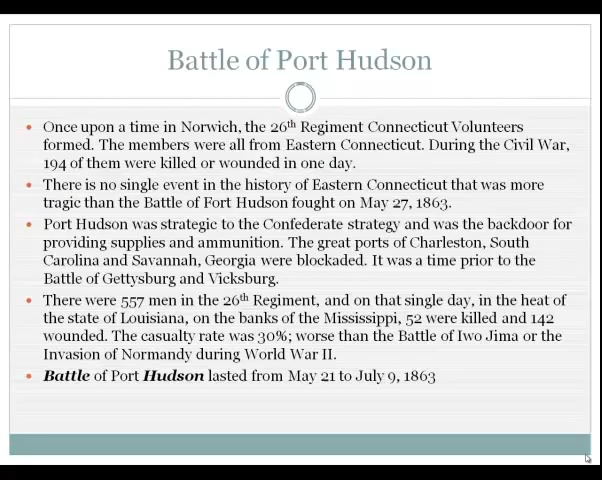 Battle of Port Hudson
• Once upon a time in Norwich, the 26th Regiment Connecticut Volunteers
formed. The members were all from Eastern Connecticut. During the Civil War,
194 of them were killed or wounded in one day.
• There is no single event in the history of Eastern Connecticut that was more
tragic than the Battle of Fort Hudson fought on May 27, 1863.
• Port Hudson was strategic to the Confederate strategy and was the backdoor for
providing supplies and ammunition. The great ports of Charleston, South
Carolina and Savannah, Georgia were blockaded. It was a time prior to the
Battle of Gettysburg and Vicksburg.
• There were 557 men in the 26th Regiment, and on that single day, in the heat of
the state of Louisiana, on the banks of the Mississippi, 52 were killed and 142
wounded. The casualty rate was 30%; worse than the Battle of Iwo Jima or the
Invasion of Normandy during World War II.
• Battle of Port Hudson lasted from May 21 to July 9, 1863